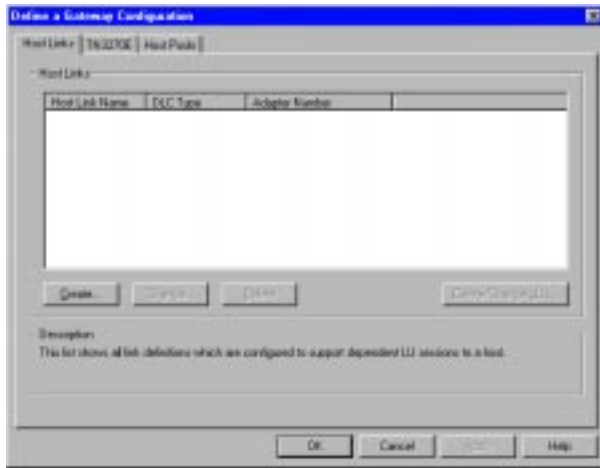 Define a Gateway Configuration
Host Links TN3270E Host Pools
Host Links
Host Link Name DLC Type Adapter Number
Create... Change... Delete...
Description
This list shows all link definitions which are configured to support dependent LU sessions to a host.
OK Cancel Help